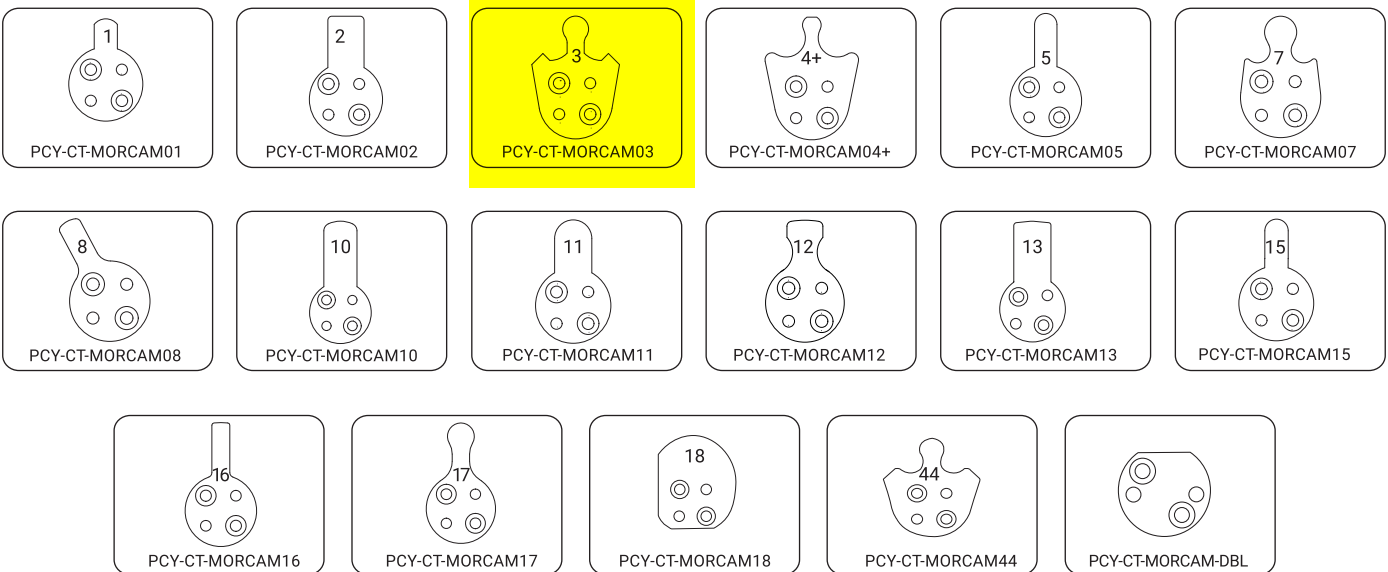 1
PCY-CT-MORCAM01
2
PCY-CT-MORCAM02
3
PCY-CT-MORCAM03
4+
PCY-CT-MORCAM04+
5
PCY-CT-MORCAM05
7
PCY-CT-MORCAM07
8
PCY-CT-MORCAM08
10
PCY-CT-MORCAM10
11
PCY-CT-MORCAM11
12
PCY-CT-MORCAM12
13
PCY-CT-MORCAM13
15
PCY-CT-MORCAM15
16
PCY-CT-MORCAM16
17
PCY-CT-MORCAM17
18
PCY-CT-MORCAM18
44
PCY-CT-MORCAM44
PCY-CT-MORCAM-DBL